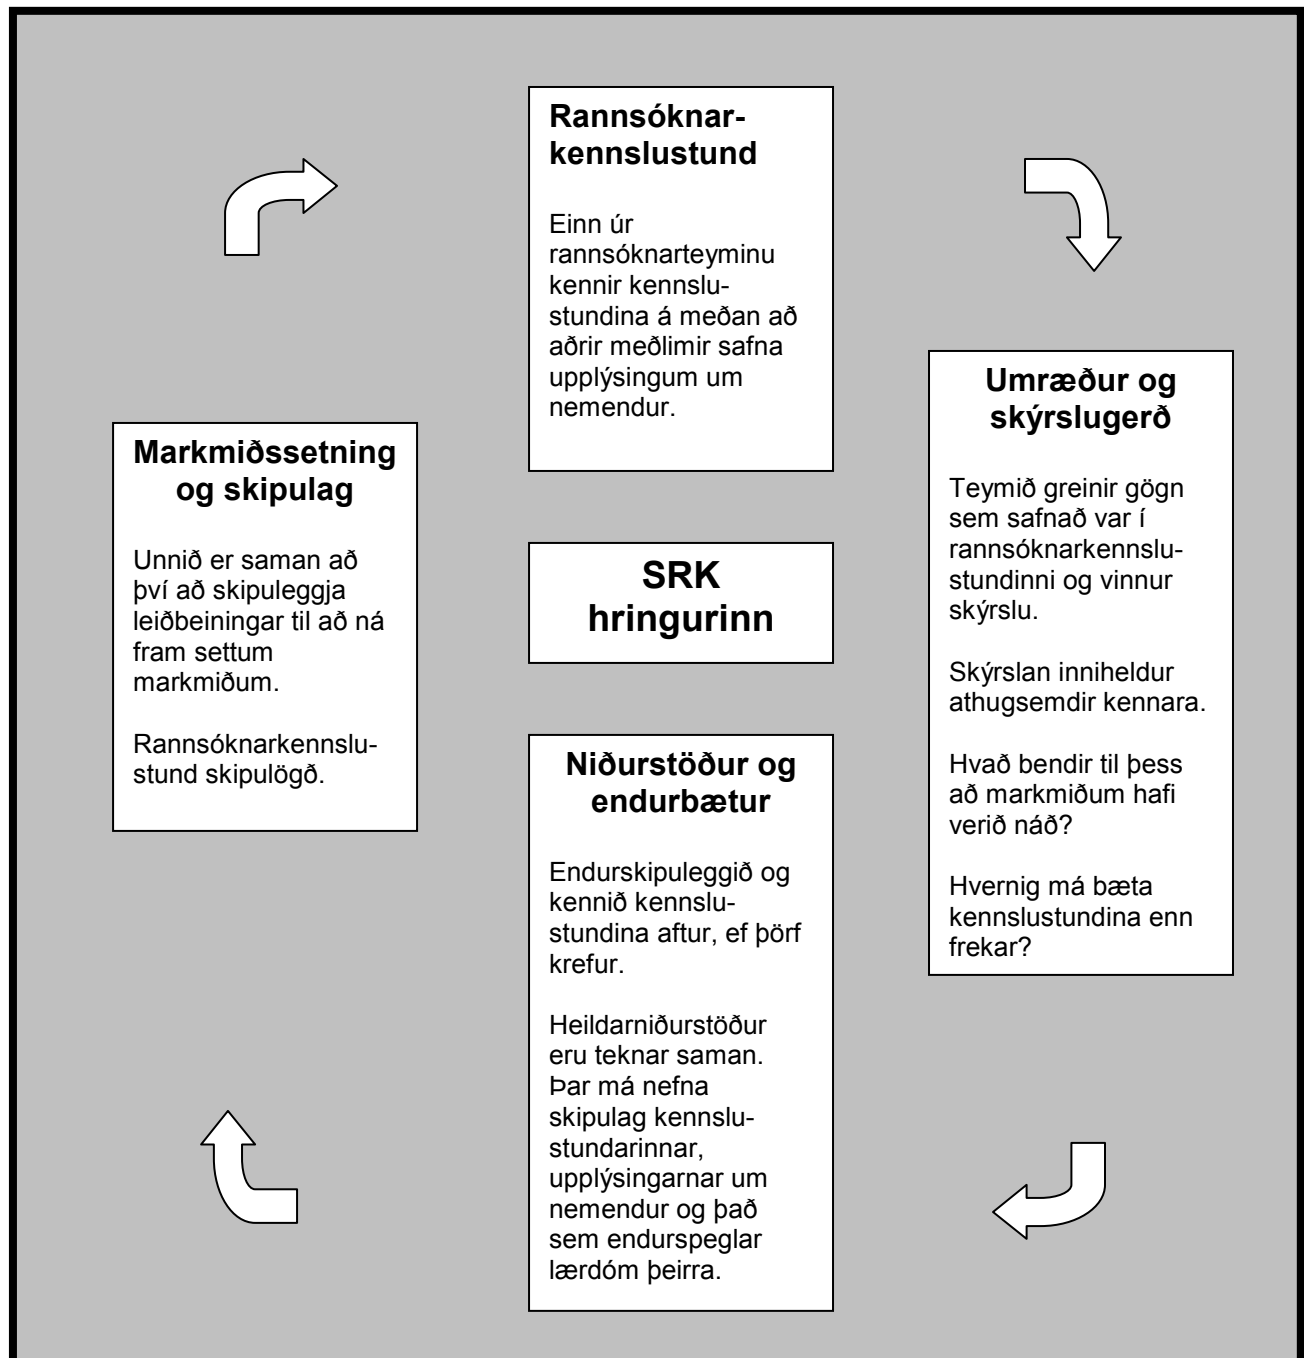 Rannsóknar-
kennslustund
Einn úr
rannsóknarteyminu
kennir kennslu-
stundina á meðan að
aðrir meðlimir safna
upplýsingum um
nemendur.
Umræður og
skýrslugerð
Teymið greinir gögn
sem safnað var í
rannsóknarkennslu-
stundinni og vinnur
skýrslu.
Skýrslan inniheldur
athugsemdir kennara.
Hvað bendir til þess
að markmiðum hafi
verið náð?
Hvernig má bæta
kennslustundina enn
frekar?
Markmiðssetning
og skipulag
Unnið er saman að
því að skipuleggja
leiðbeiningar til að ná
fram settum
markmiðum.
Rannsóknarkennslu-
stund skipulögð.
SRK
hringurinn
Niðurstöður og
endurbætur
Endurskipuleggið og
kennið kennslu-
stundina aftur, ef þörf
krefur.
Heildarniðurstöður
eru teknar saman.
Þar má nefna
skipulag kennslu-
stundarinnar,
upplýsingarnar um
nemendur og það
sem endurspeglar
lærdóm þeirra.